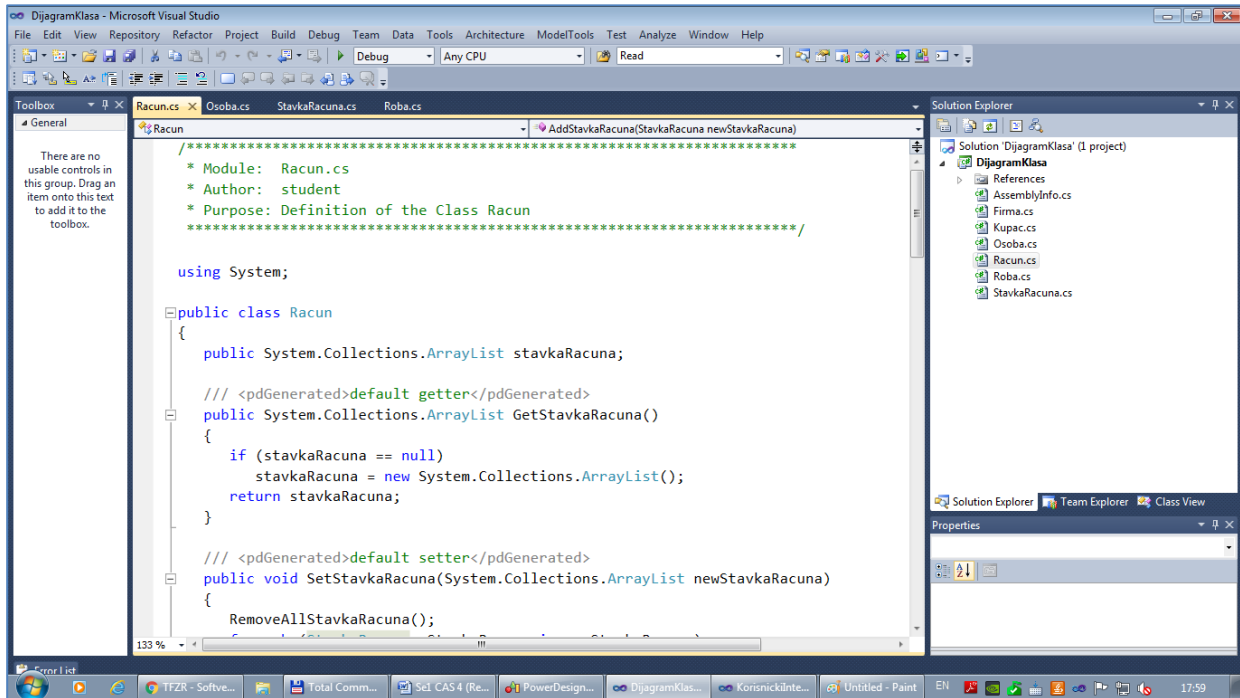 DijagramKlasa - Microsoft Visual Studio
File Edit View Repository Refactor Project Build Debug Team Data Tools Architecture ModelTools Test Analyze Window Help
Debug Any CPU Read
Toolbox
General
There are no
usable controls in
this group. Drag an
item onto this text
to add it to the
toolbox.
Racun.cs Osoba.cs StavkaRacuna.cs Roba.cs
Racun AddStavkaRacuna(StavkaRacuna newStavkaRacuna)
/***********************************************************************
* Module:  Racun.cs
* Author:  student
* Purpose: Definition of the Class Racun
***********************************************************************/
using System;
public class Racun
{
public System.Collections.ArrayList stavkaRacuna;
/// <pdGenerated>default getter</pdGenerated>
public System.Collections.ArrayList GetStavkaRacuna()
{
if (stavkaRacuna == null)
stavkaRacuna = new System.Collections.ArrayList();
return stavkaRacuna;
}
/// <pdGenerated>default setter</pdGenerated>
public void SetStavkaRacuna(System.Collections.ArrayList newStavkaRacuna)
{
RemoveAllStavkaRacuna();
133 %
Solution Explorer
Solution 'DijagramKlasa' (1 project)
DijagramKlasa
References
AssemblyInfo.cs
Firma.cs
Kupac.cs
Osoba.cs
Racun.cs
Roba.cs
StavkaRacuna.cs
Solution Explorer Team Explorer Class View
Properties
Error List
TFZR - Softve... Total Comm... Se1 CAS 4 (Re... PowerDesign... DijagramKlas... KorisnickiInte... Untitled - Paint EN 17:59